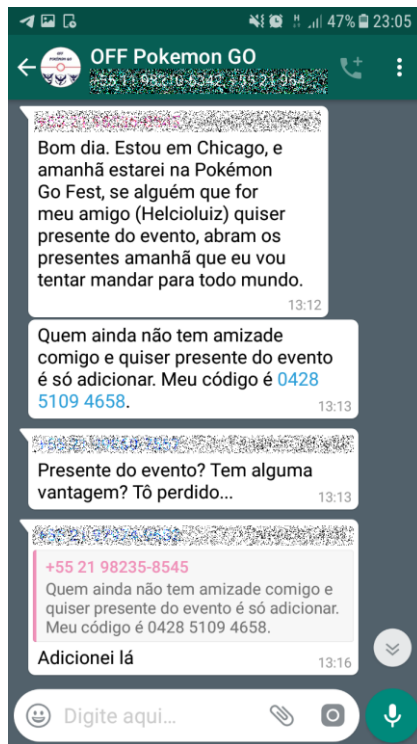 47% 23:05
OFF Pokemon GO
Bom dia. Estou em Chicago, e
amanhã estarei na Pokémon
Go Fest, se alguém que for
meu amigo (Helcioluiz) quiser
presente do evento, abram os
presentes amanhã que eu vou
tentar mandar para todo mundo.
13:12
Quem ainda não tem amizade
comigo e quiser presente do evento
é só adicionar. Meu código é 0428
5109 4658.
13:13
Presente do evento? Tem alguma
vantagem? Tô perdido...
13:13
+55 21 98235-8545
Quem ainda não tem amizade comigo e
quiser presente do evento é só adicionar.
Meu código é 0428 5109 4658.
Adicionei lá
13:16
Digite aqui...